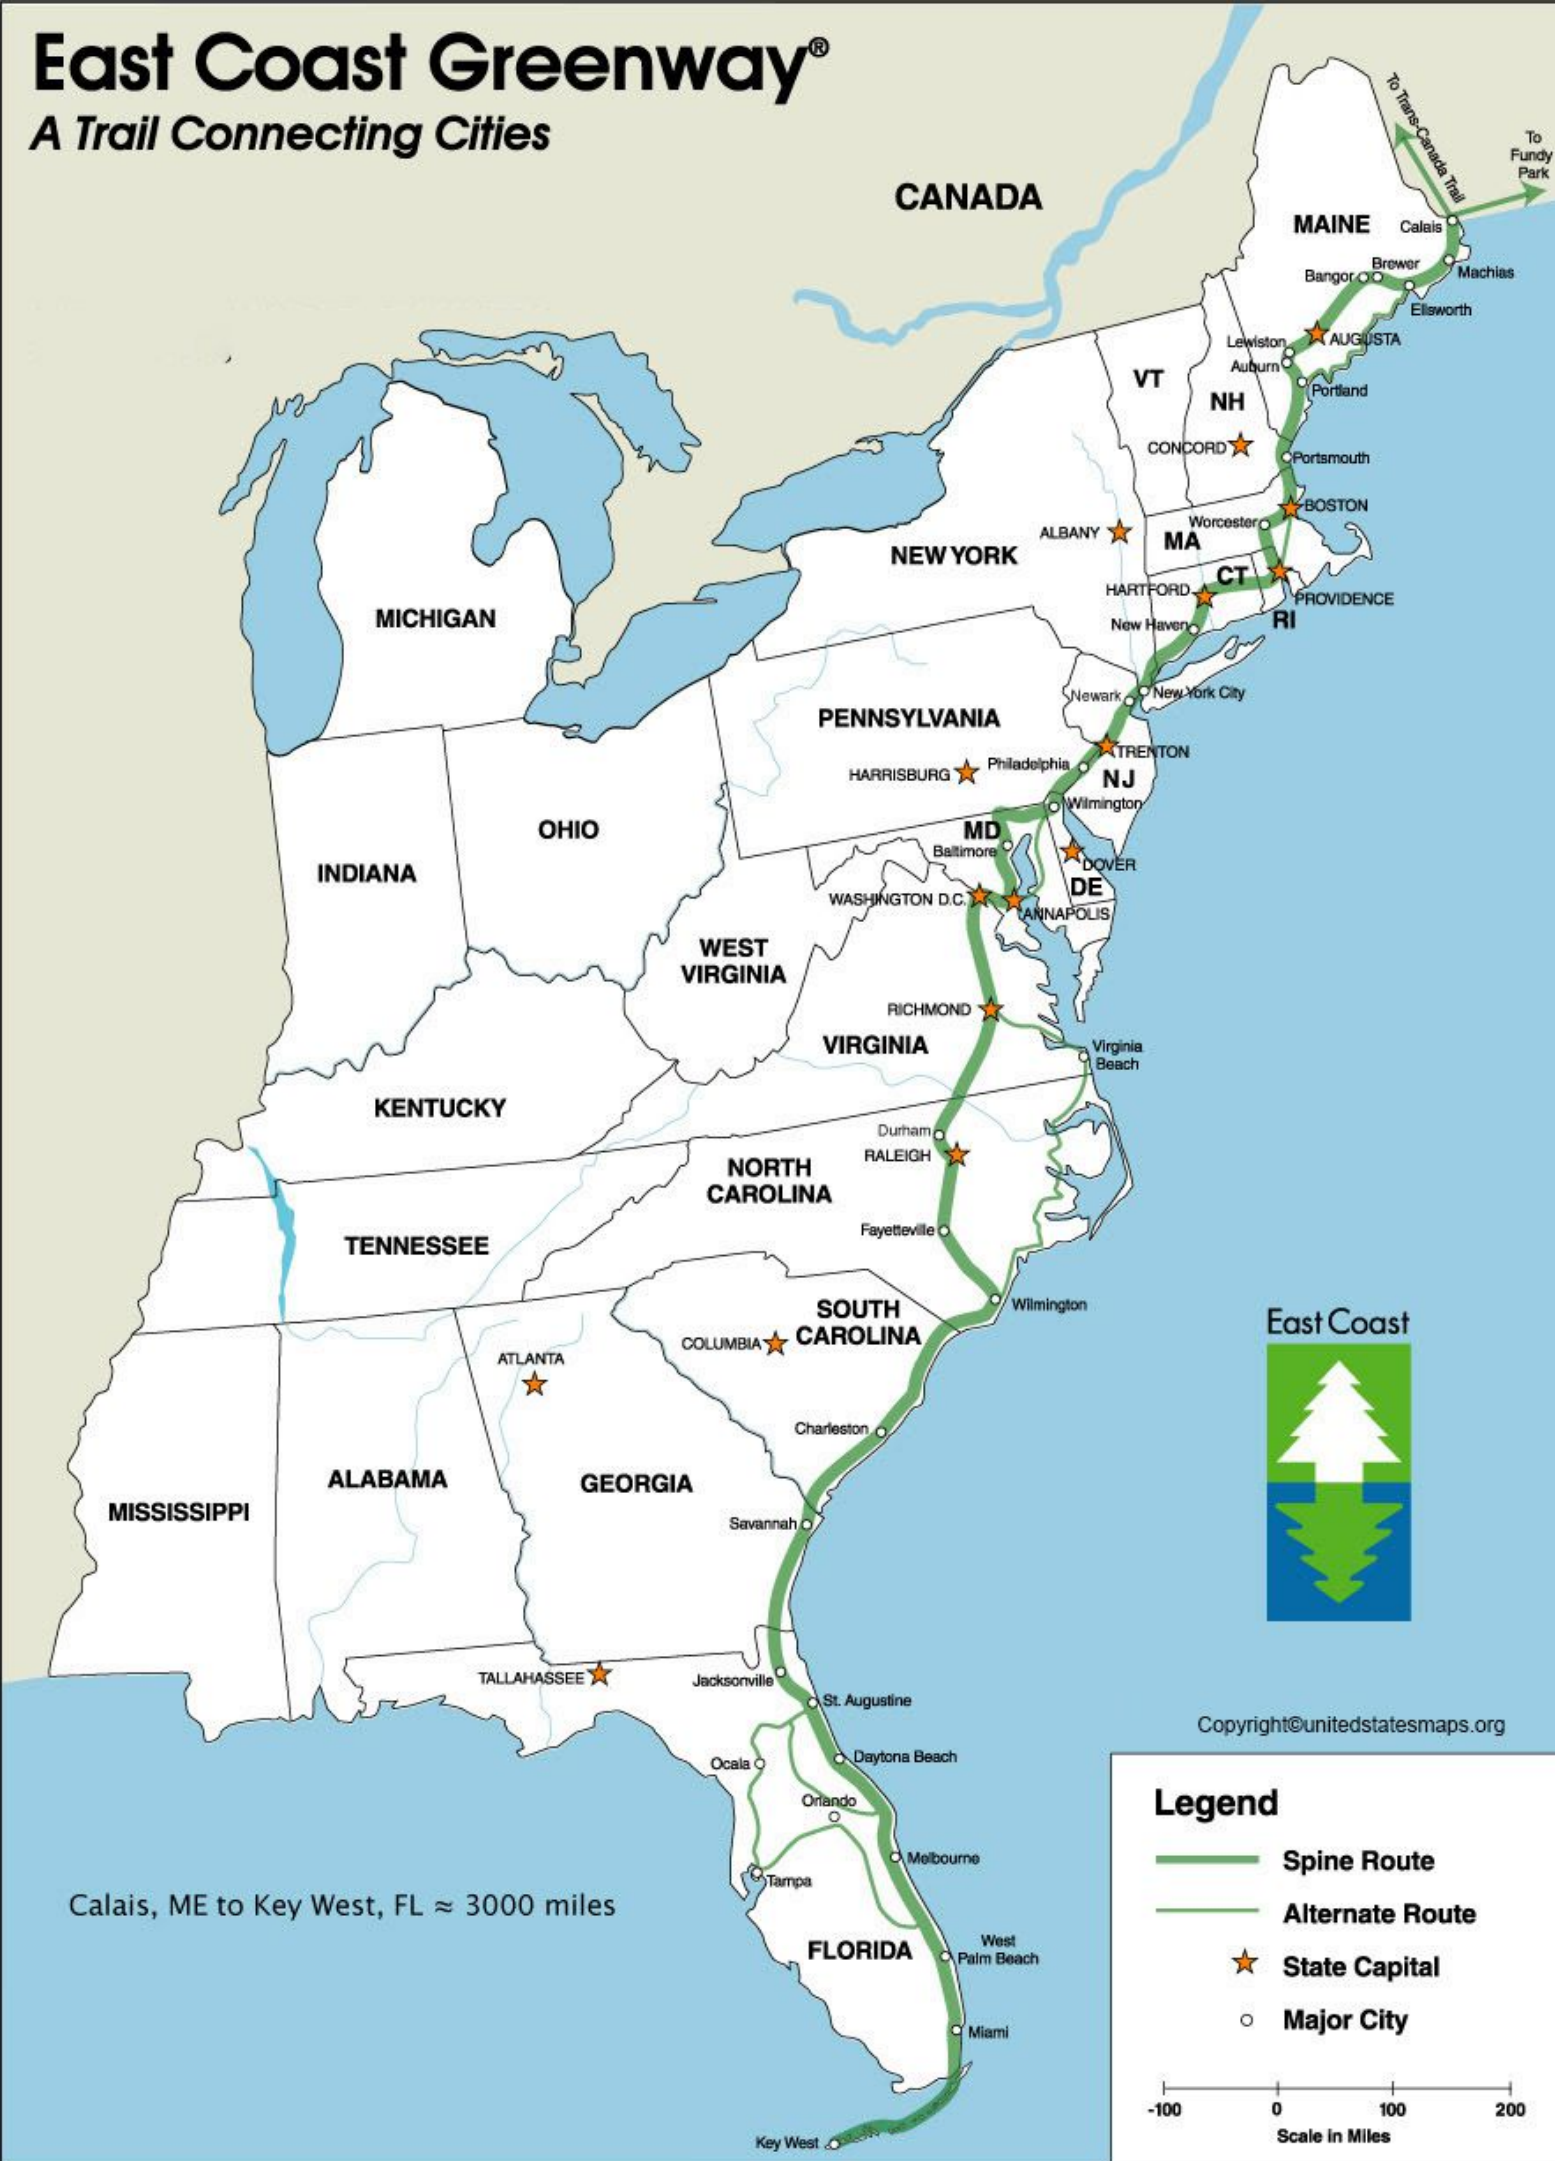 East Coast Greenway®
A Trail Connecting Cities
CANADA
To Trans-Canada Trail
To
Fundy
Park
MAINE
Calais
Brewer
Bangor
Machias
Ellsworth
AUGUSTA
Lewiston
Auburn
Portland
VT
NH
CONCORD
Portsmouth
BOSTON
Worcester
ALBANY
MA
NEW YORK
CT
HARTFORD
PROVIDENCE
RI
New Haven
MICHIGAN
Newark
New York City
PENNSYLVANIA
TRENTON
Philadelphia
HARRISBURG
NJ
Wilmington
OHIO
MD
Baltimore
DOVER
INDIANA
DE
WASHINGTON D.C.
ANNAPOLIS
WEST
VIRGINIA
RICHMOND
VIRGINIA
Virginia
Beach
KENTUCKY
Durham
RALEIGH
NORTH
CAROLINA
Fayetteville
TENNESSEE
Wilmington
SOUTH
CAROLINA
COLUMBIA
ATLANTA
East Coast
Charleston
ALABAMA
GEORGIA
MISSISSIPPI
Savannah
TALLAHASSEE
Jacksonville
St. Augustine
Copyright©unitedstatesmaps.org
Ocala
Daytona Beach
Orlando
Melbourne
Tampa
Calais, ME to Key West, FL ≈ 3000 miles
FLORIDA
West
Palm Beach
Miami
Key West
Legend
Spine Route
Alternate Route
State Capital
Major City
-100 0 100 200
Scale in Miles